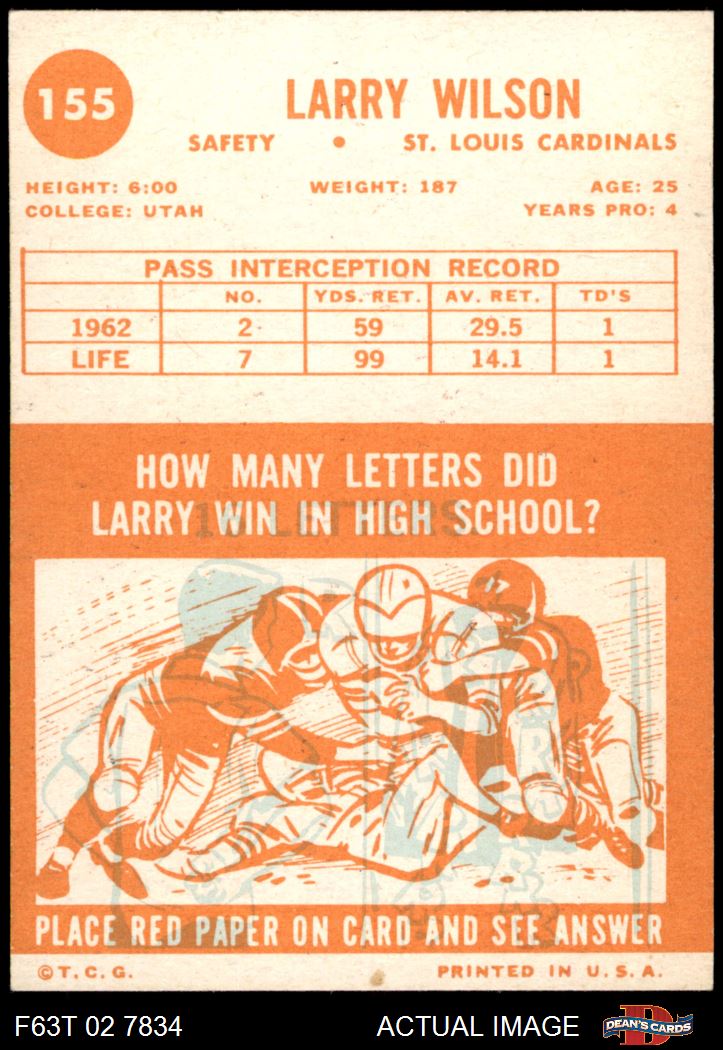 155
LARRY WILSON
SAFETY • ST. LOUIS CARDINALS
HEIGHT: 6:00 WEIGHT: 187 AGE: 25
COLLEGE: UTAH YEARS PRO: 4
PASS INTERCEPTION RECORD
NO. YDS. RET. AV. RET. TD'S
1962 2 59 29.5 1
LIFE 7 99 14.1 1
HOW MANY LETTERS DID
LARRY WIN IN HIGH SCHOOL?
16 LETTERS.
PLACE RED PAPER ON CARD AND SEE ANSWER
© T. C. G. PRINTED IN U. S. A.
F63T 02 7834 ACTUAL IMAGE DEAN'S CARDS